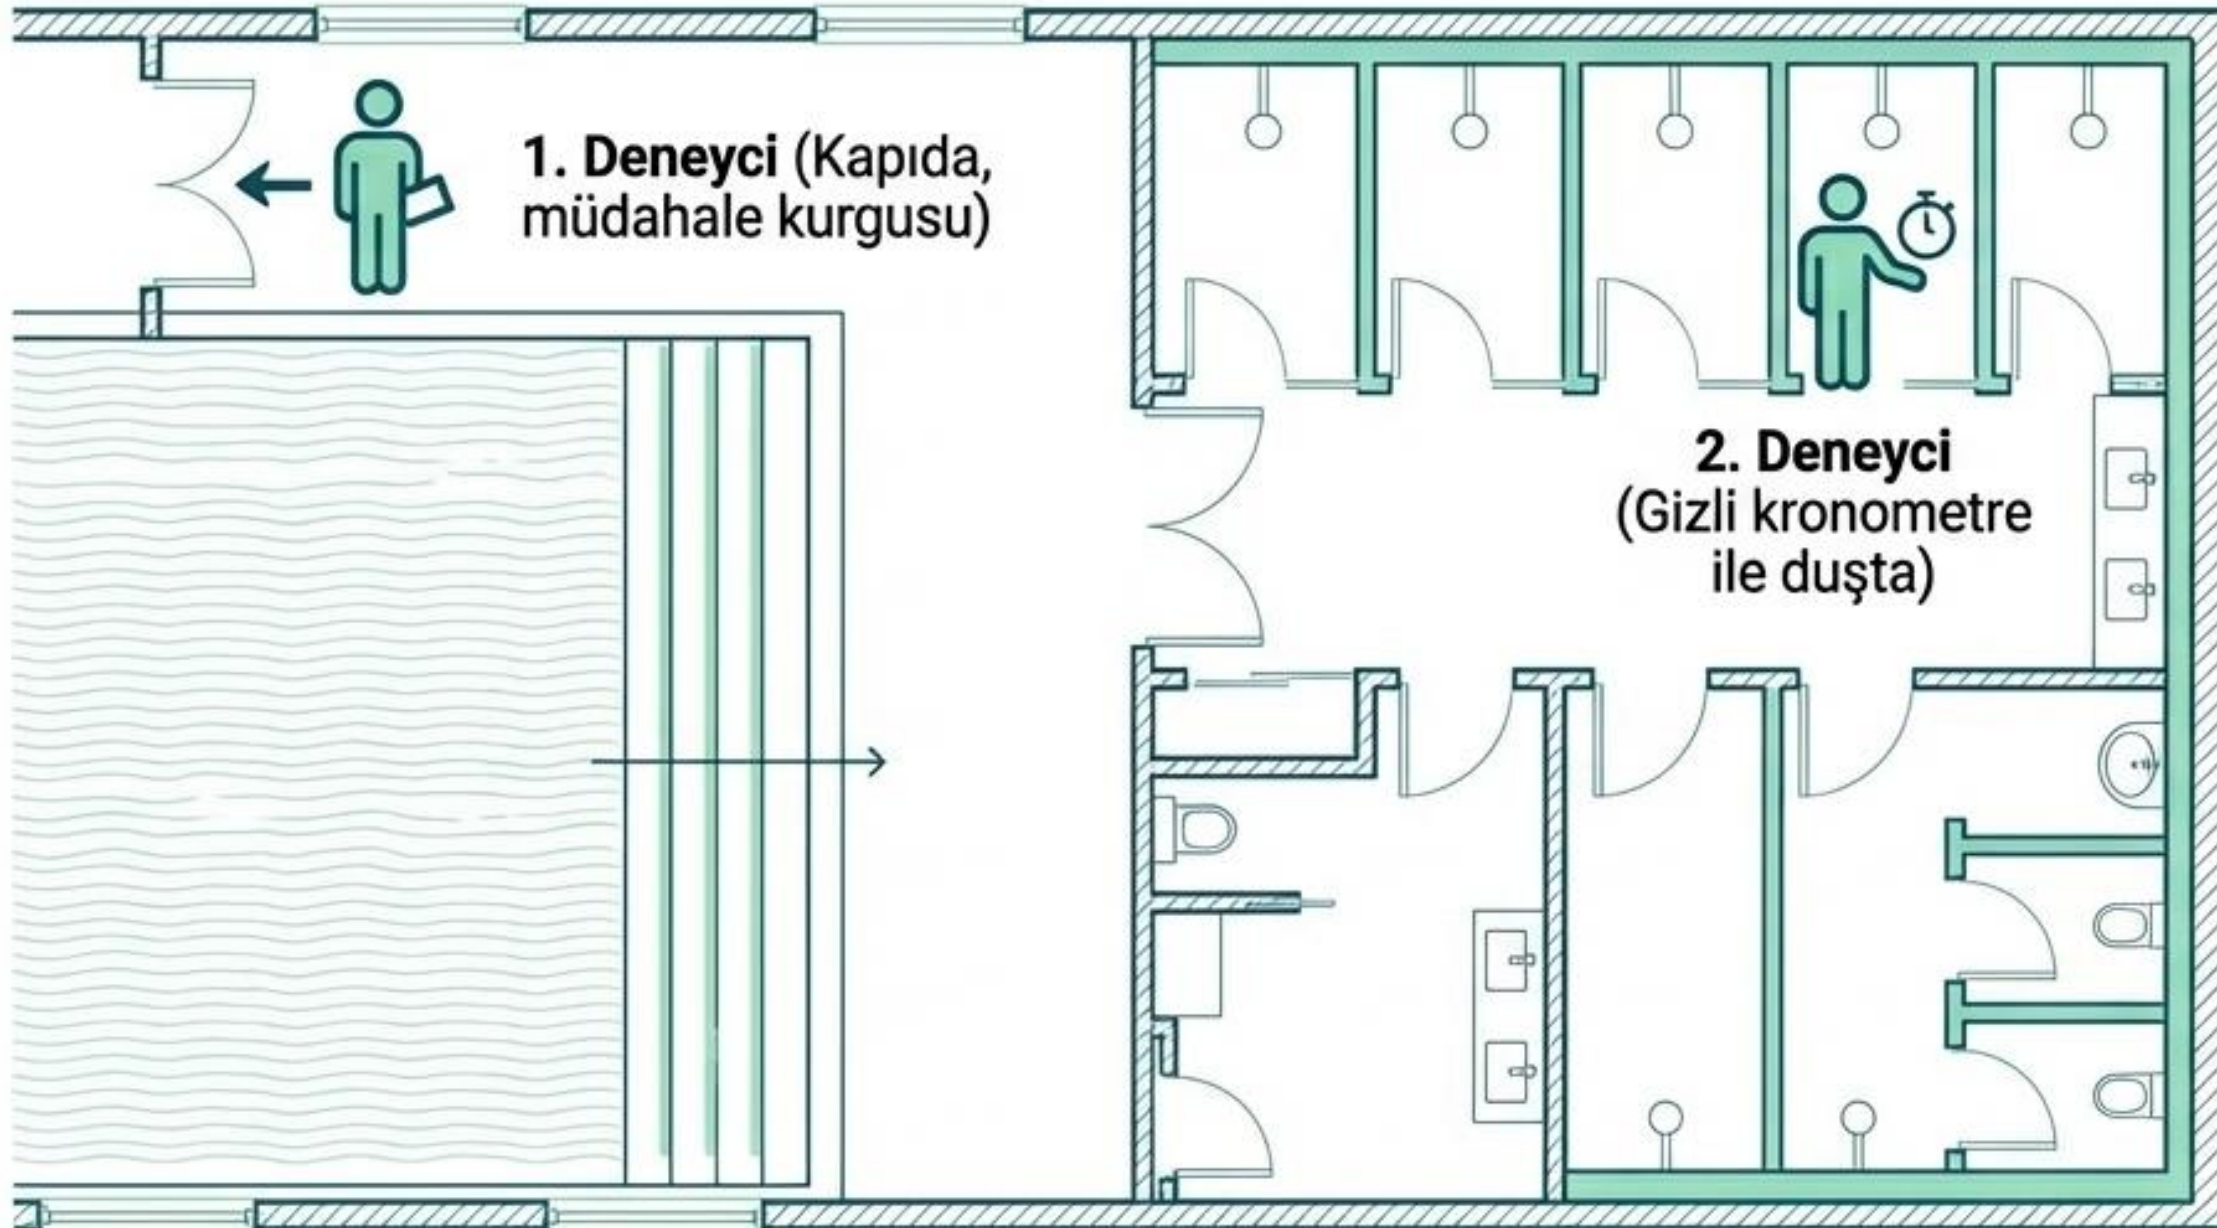 1. Deneyci (Kapıda,
müdahale kurgusu)
2. Deneyci
(Gizli kronometre
ile duşta)